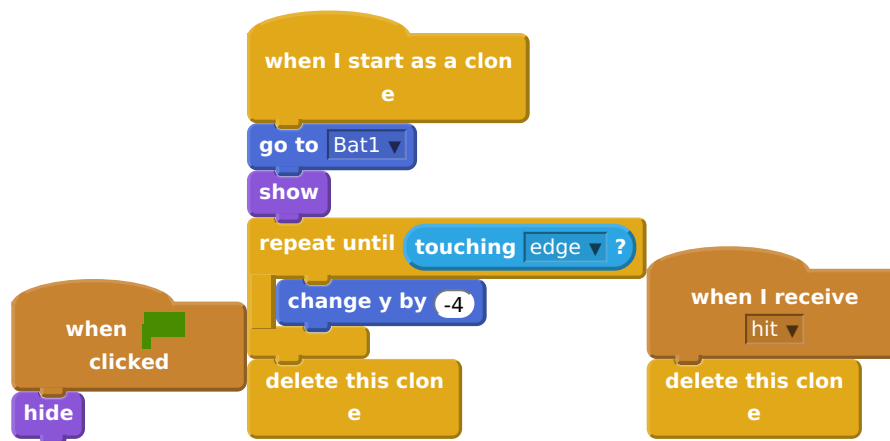 when I start as a clon
e
go to Bat1 ▼
show
repeat until touching edge ▼ ?
change y by -4
delete this clon
e
when
clicked
hide
when I receive
hit ▼
delete this clon
e